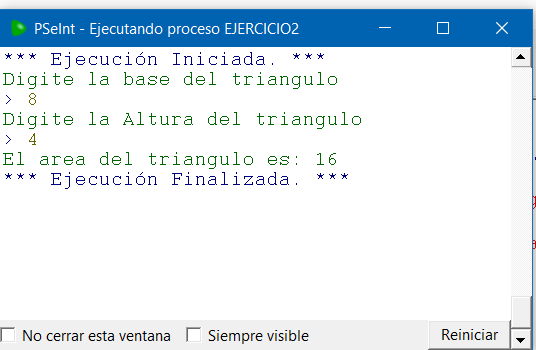 PSeInt - Ejecutando proceso EJERCICIO2
*** Ejecución Iniciada. ***
Digite la base del triangulo
> 8
Digite la Altura del triangulo
> 4
El area del triangulo es: 16
*** Ejecución Finalizada. ***
No cerrar esta ventana Siempre visible Reiniciar